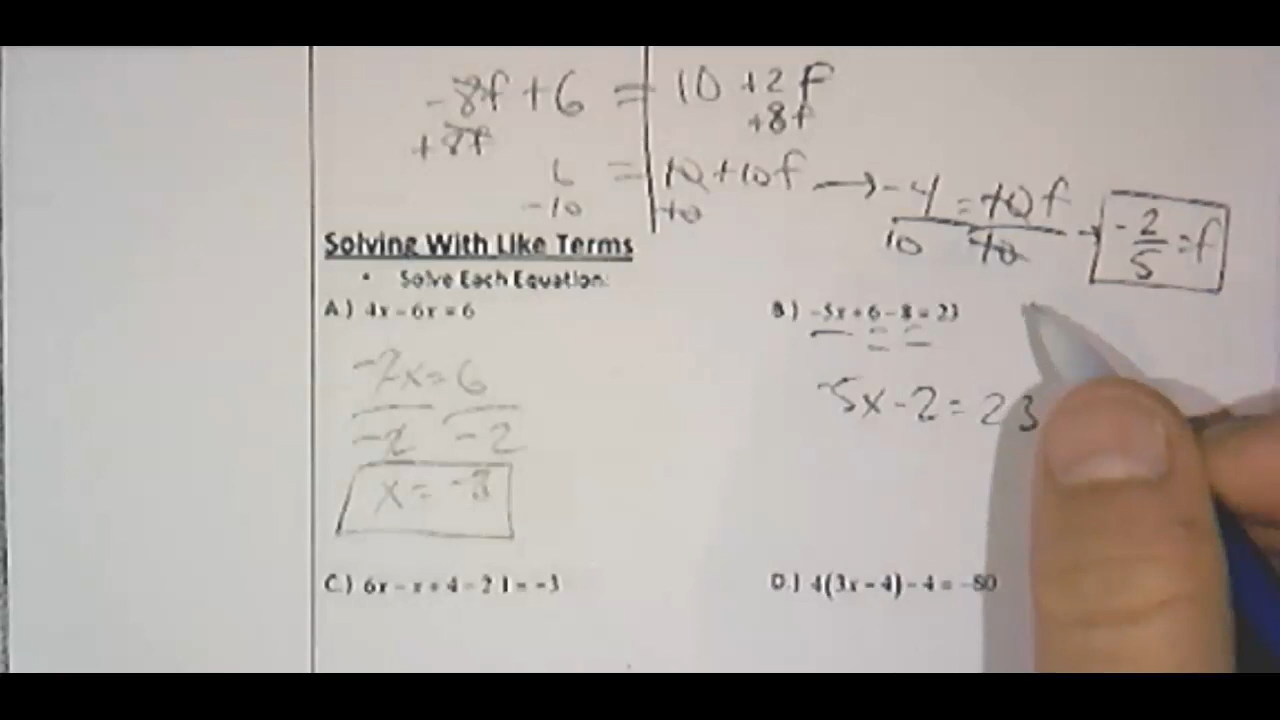 -8f + 6 = 10 + 2f
+8f +8f
6 = 10 + 10f → -4 = 10f → -2/5 = f
-10 -10 10 10
Solving With Like Terms
• Solve Each Equation:
A.) 4x – 6x = 6
B.) –5x + 6 – 8 = 23
-2x = 6
-5x - 2 = 23
-2 -2
x = -3
C.) 6x – x + 4 – 21 = –3
D.) 4(3x – 4) – 4 = –80